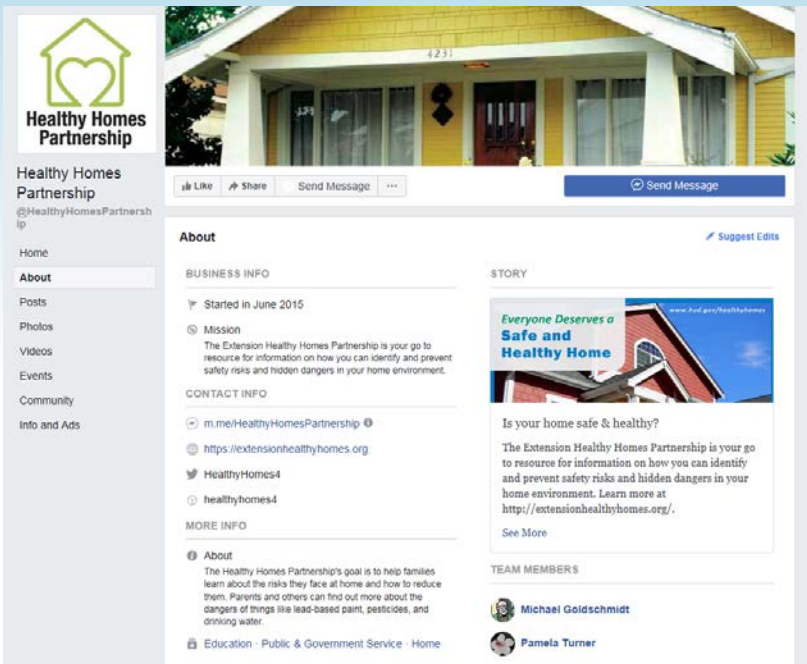 4231
Healthy Homes
Partnership
Healthy Homes
Partnership
@HealthyHomesPartnersh
ip
Home
About
Posts
Photos
Videos
Events
Community
Info and Ads
Like
Share
Send Message
...
Send Message
About
Suggest Edits
BUSINESS INFO
Started in June 2015
Mission
The Extension Healthy Homes Partnership is your go to
resource for information on how you can identify and prevent
safety risks and hidden dangers in your home environment.
CONTACT INFO
m.me/HealthyHomesPartnership
https://extensionhealthyhomes.org
HealthyHomes4
healthyhomes4
MORE INFO
About
The Healthy Homes Partnership's goal is to help families
learn about the risks they face at home and how to reduce
them. Parents and others can find out more about the
dangers of things like lead-based paint, pesticides, and
drinking water.
Education · Public & Government Service · Home
STORY
www.hud.gov/healthyhomes
Everyone Deserves a
Safe and
Healthy Home
Is your home safe & healthy?
The Extension Healthy Homes Partnership is your go
to resource for information on how you can identify
and prevent safety risks and hidden dangers in your
home environment. Learn more at
http://extensionhealthyhomes.org/.
See More
TEAM MEMBERS
Michael Goldschmidt
Pamela Turner